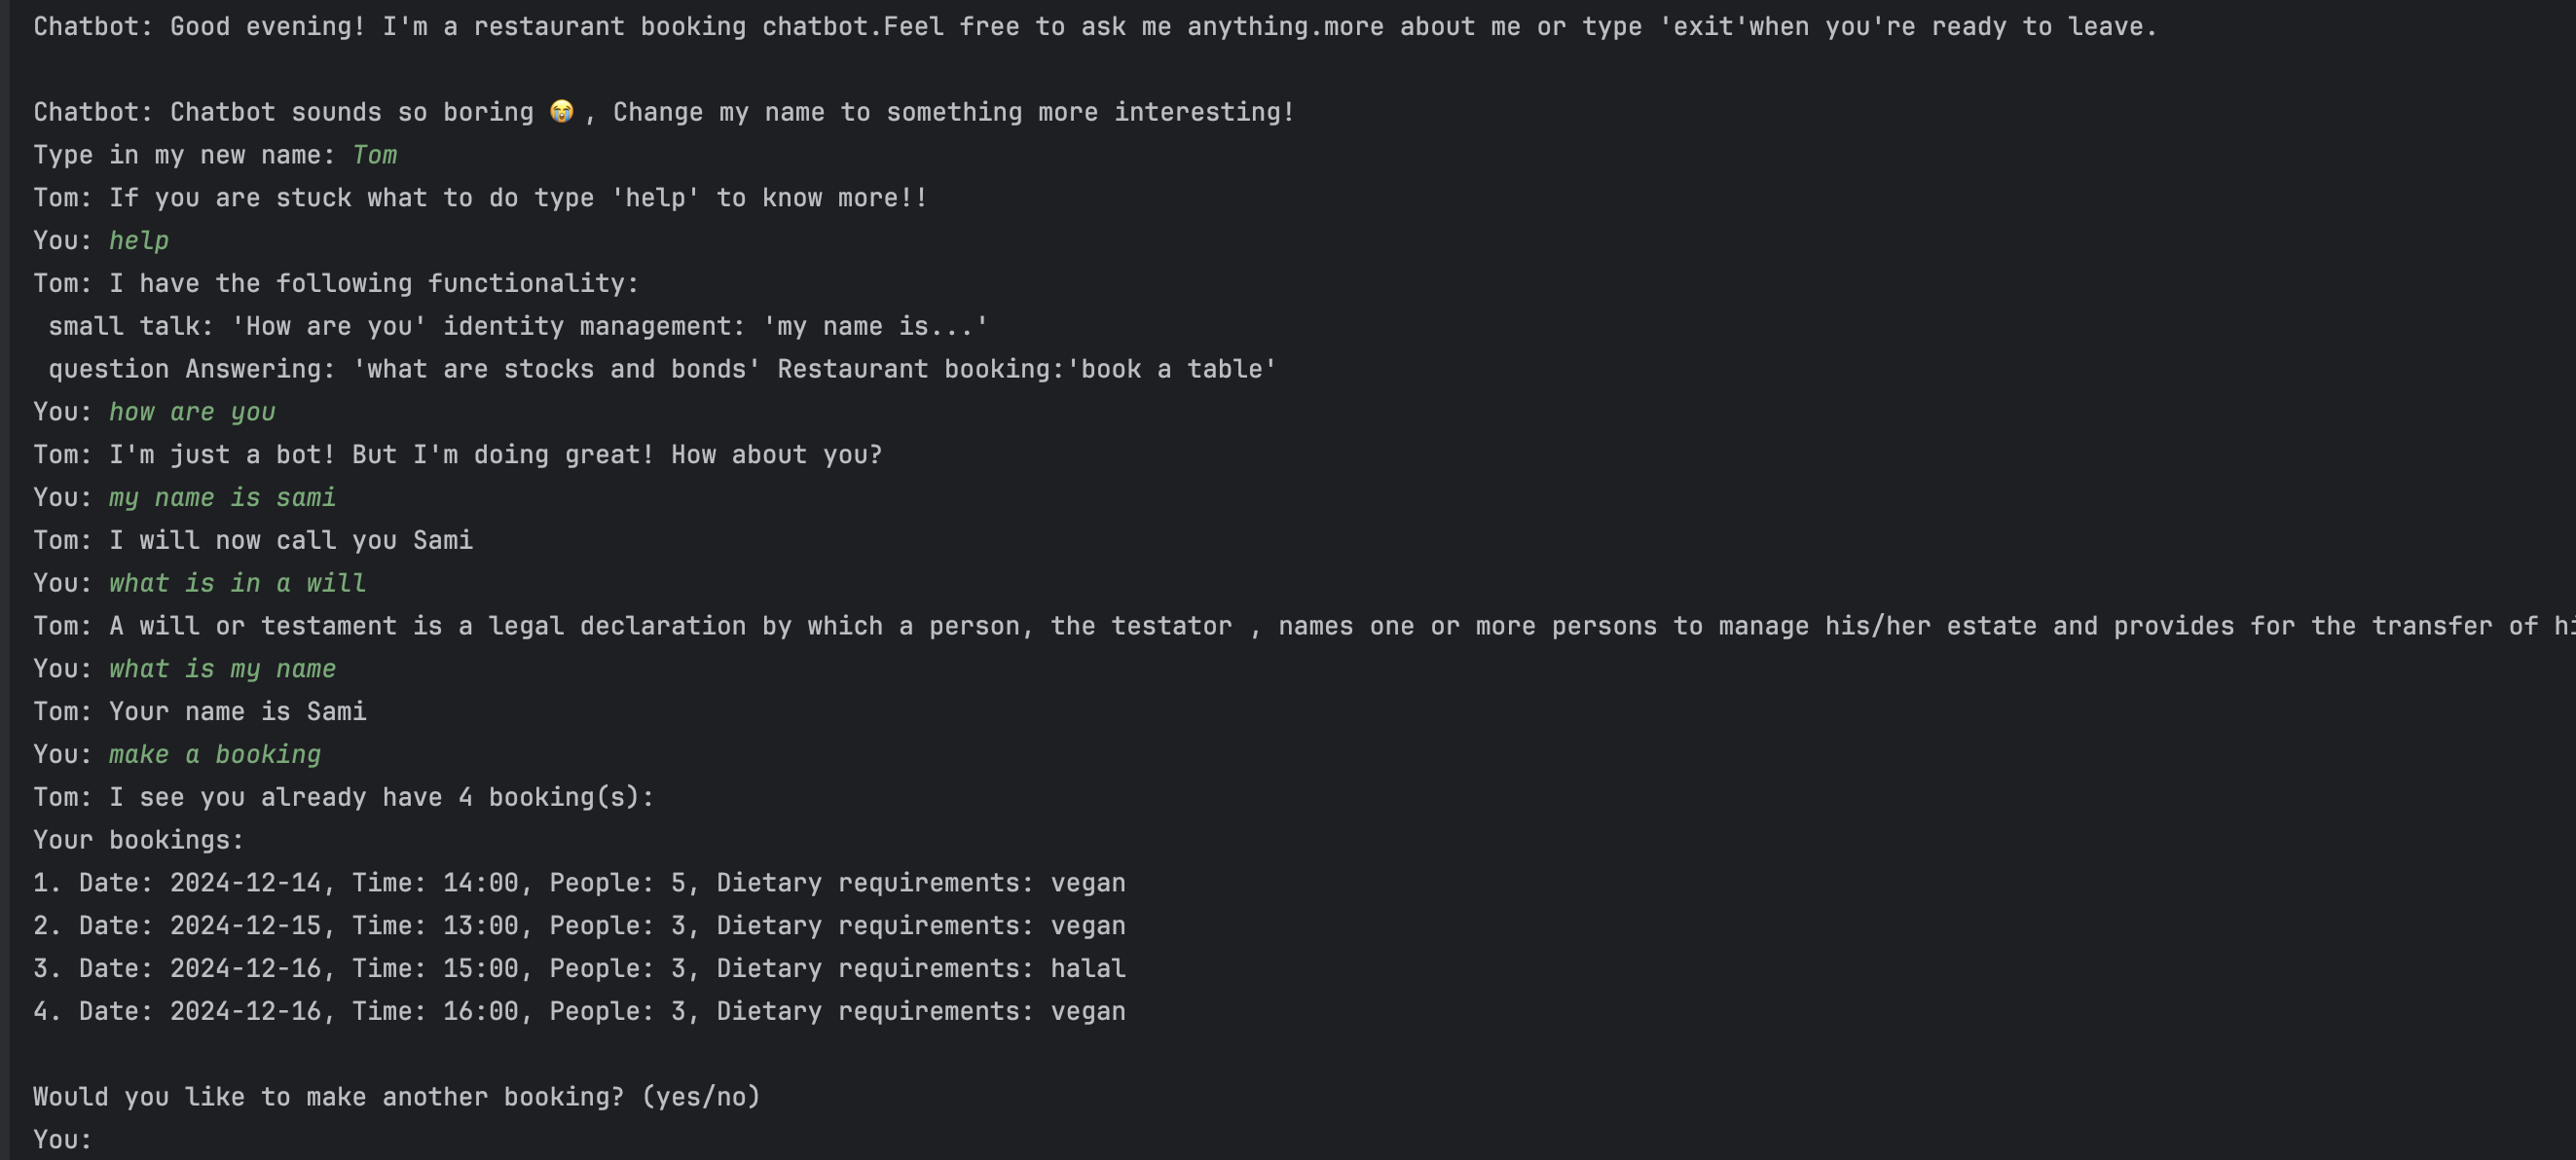 Chatbot: Good evening! I'm a restaurant booking chatbot.Feel free to ask me anything.more about me or type 'exit'when you're ready to leave.
Chatbot: Chatbot sounds so boring 😭 , Change my name to something more interesting!
Type in my new name: Tom
Tom: If you are stuck what to do type 'help' to know more!!
You: help
Tom: I have the following functionality:
small talk: 'How are you' identity management: 'my name is...'
question Answering: 'what are stocks and bonds' Restaurant booking:'book a table'
You: how are you
Tom: I'm just a bot! But I'm doing great! How about you?
You: my name is sami
Tom: I will now call you Sami
You: what is in a will
Tom: A will or testament is a legal declaration by which a person, the testator , names one or more persons to manage his/her estate and provides for the transfer of hi
You: what is my name
Tom: Your name is Sami
You: make a booking
Tom: I see you already have 4 booking(s):
Your bookings:
1. Date: 2024-12-14, Time: 14:00, People: 5, Dietary requirements: vegan
2. Date: 2024-12-15, Time: 13:00, People: 3, Dietary requirements: vegan
3. Date: 2024-12-16, Time: 15:00, People: 3, Dietary requirements: halal
4. Date: 2024-12-16, Time: 16:00, People: 3, Dietary requirements: vegan
Would you like to make another booking? (yes/no)
You: